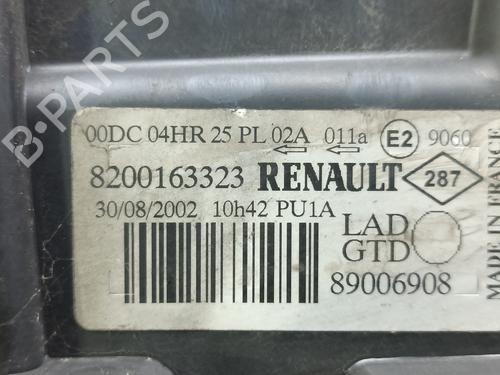 00DC 04HR 25 PL 02A 011a E2 9060
8200163323 RENAULT 287
30/08/2002 10h42 PU1A
LAD
GTD
89006908
MADE IN FRANCE
B-PARTS